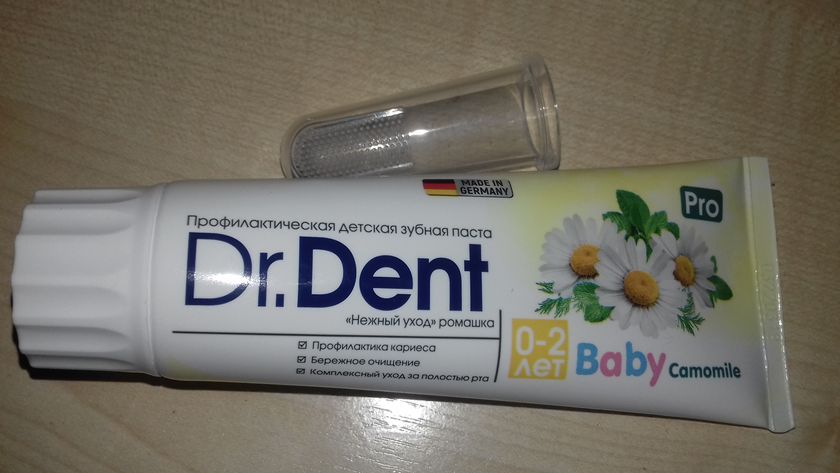 MADE IN
GERMANY
Pro
Профилактическая детская зубная паста
Dr.Dent
«Нежный уход» ромашка
Профилактика кариеса
Бережное очищение
Комплексный уход за полостью рта
0-2
лет
Baby Camomile